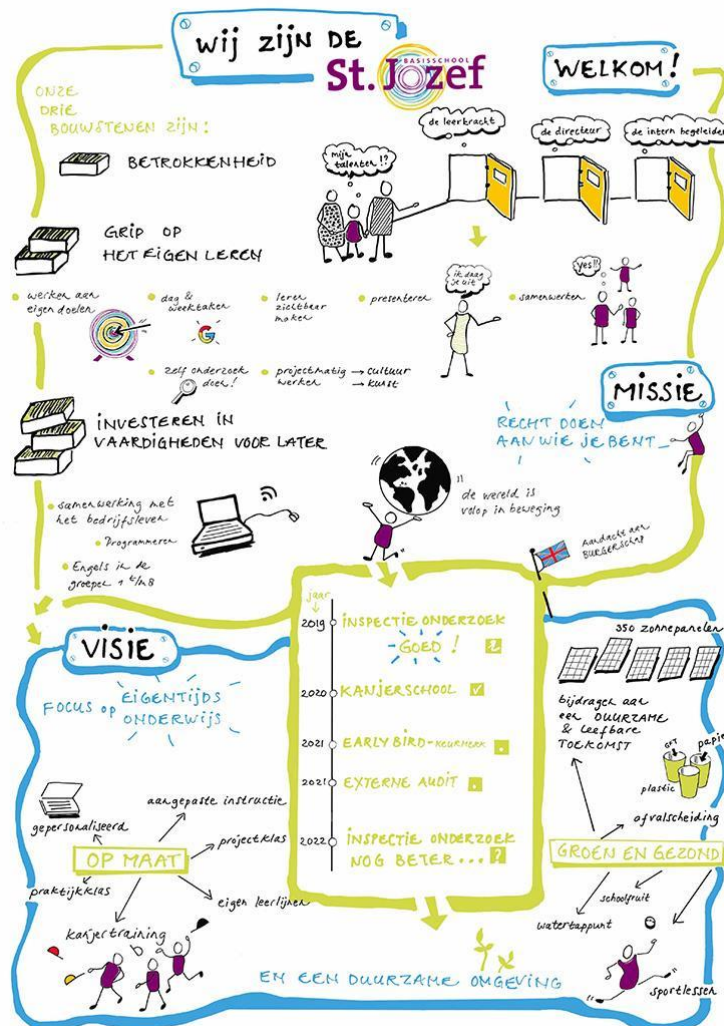 WIJ ZIJN DE
BASISSCHOOL
St. Jozef
WELKOM!
ONZE
DRIE
BOUWSTENEN ZIJN:
BETROKKENHEID
mijn
talenten!?
de leerkracht
de directeur
de intern begeleider
GRIP OP
HET EIGEN LEREN
werken aan
eigen doelen
dag &
weektaken
G
leren
zichtbaar
maken
presenteren
ik daag
je uit
samenwerken
yes!!
zelf onderzoek
doen!
projectmatig
werken
→ cultuur
→ kunst
INVESTEREN IN
VAARDIGHEDEN VOOR LATER
samenwerking met
het bedrijfsleven
Programmeren
Engels in de
groepen 1 t/m 8
MISSIE
RECHT DOEN
AAN WIE JE BENT
de wereld is
volop in beweging
Aandacht aan
BURGERSCHAP
jaar
2019
INSPECTIE ONDERZOEK
GOED!
2020
KANJERSCHOOL
2021
EARLY BIRD-KEURMERK
2021
EXTERNE AUDIT
2022
INSPECTIE ONDERZOEK
NOG BETER... ?
VISIE
FOCUS op EIGENTIJDS
ONDERWIJS
gepersonaliseerd
aangepaste instructie
projectklas
OP MAAT
praktijkklas
eigen leerlijnen
kanjertraining
350 zonnepanelen
bijdragen aan
een DUURZAME
& leefbare
TOEKOMST
GFT
papier
plastic
afvalscheiding
GROEN EN GEZOND
schoolfruit
watertappunt
sportlessen
EN EEN DUURZAME OMGEVING